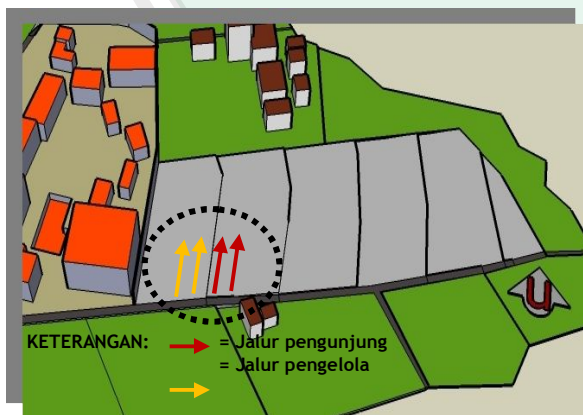 U
KETERANGAN: = Jalur pengunjung
= Jalur pengelola